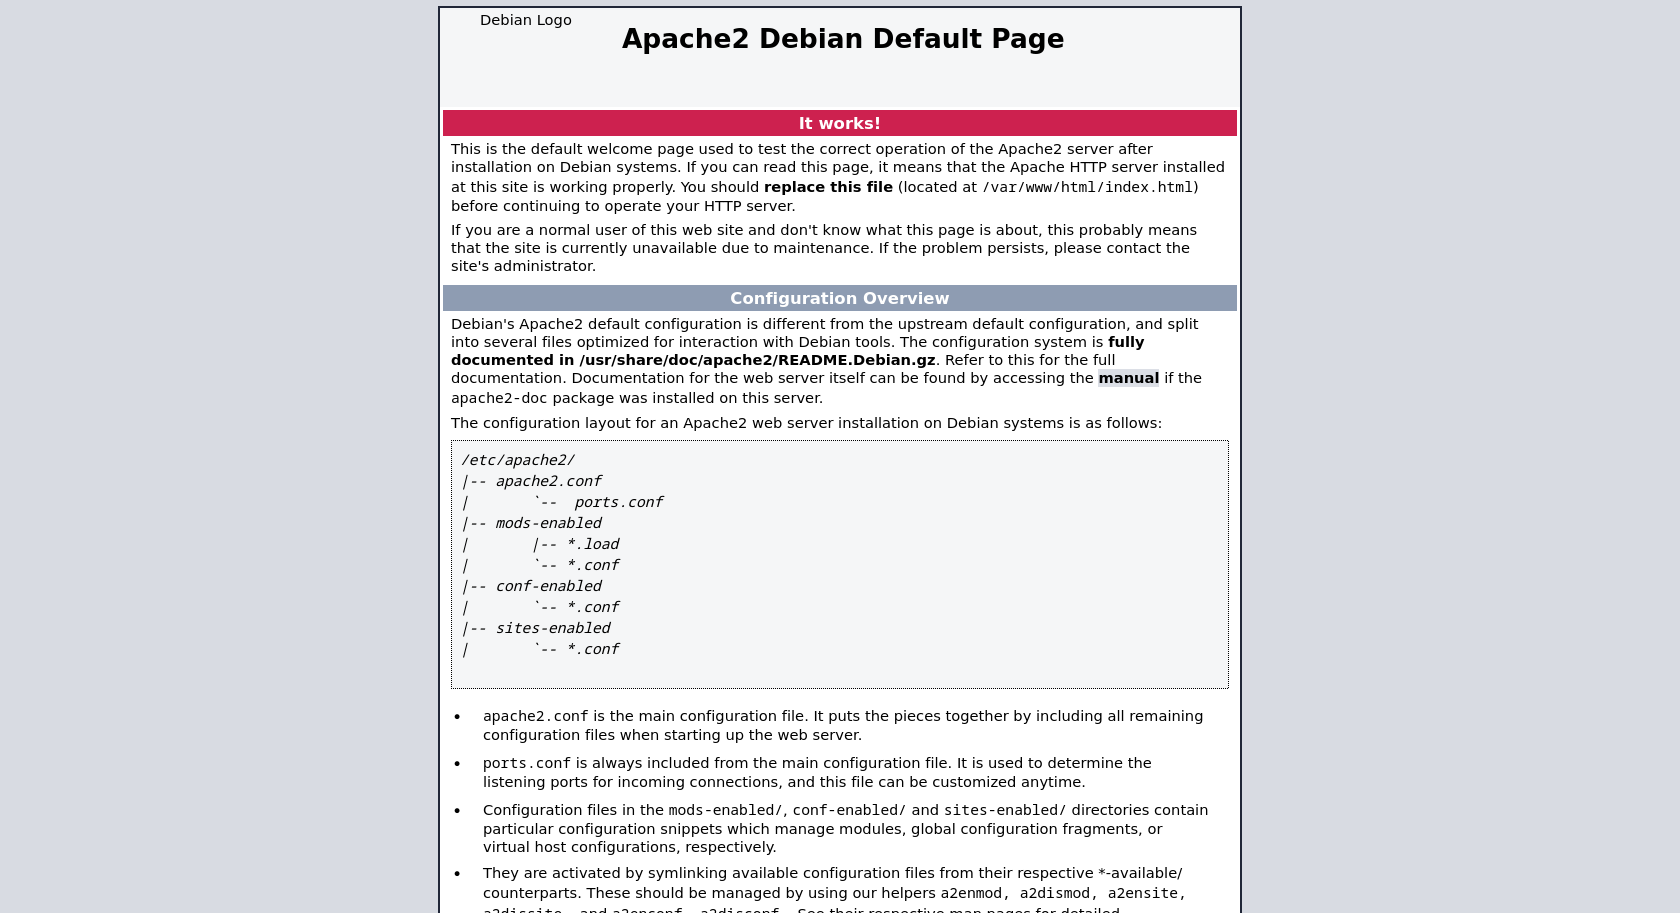 Debian Logo
Apache2 Debian Default Page
It works!
This is the default welcome page used to test the correct operation of the Apache2 server after
installation on Debian systems. If you can read this page, it means that the Apache HTTP server installed
at this site is working properly. You should replace this file (located at /var/www/html/index.html)
before continuing to operate your HTTP server.
If you are a normal user of this web site and don't know what this page is about, this probably means
that the site is currently unavailable due to maintenance. If the problem persists, please contact the
site's administrator.
Configuration Overview
Debian's Apache2 default configuration is different from the upstream default configuration, and split
into several files optimized for interaction with Debian tools. The configuration system is fully
documented in /usr/share/doc/apache2/README.Debian.gz. Refer to this for the full
documentation. Documentation for the web server itself can be found by accessing the manual if the
apache2-doc package was installed on this server.
The configuration layout for an Apache2 web server installation on Debian systems is as follows:
/etc/apache2/
|-- apache2.conf
|       `--  ports.conf
|-- mods-enabled
|       |-- *.load
|       `-- *.conf
|-- conf-enabled
|       `-- *.conf
|-- sites-enabled
|       `-- *.conf
• apache2.conf is the main configuration file. It puts the pieces together by including all remaining
configuration files when starting up the web server.
• ports.conf is always included from the main configuration file. It is used to determine the
listening ports for incoming connections, and this file can be customized anytime.
• Configuration files in the mods-enabled/, conf-enabled/ and sites-enabled/ directories contain
particular configuration snippets which manage modules, global configuration fragments, or
virtual host configurations, respectively.
• They are activated by symlinking available configuration files from their respective *-available/
counterparts. These should be managed by using our helpers a2enmod, a2dismod, a2ensite,
a2dissite, and a2enconf, a2disconf. See their respective man pages for detailed